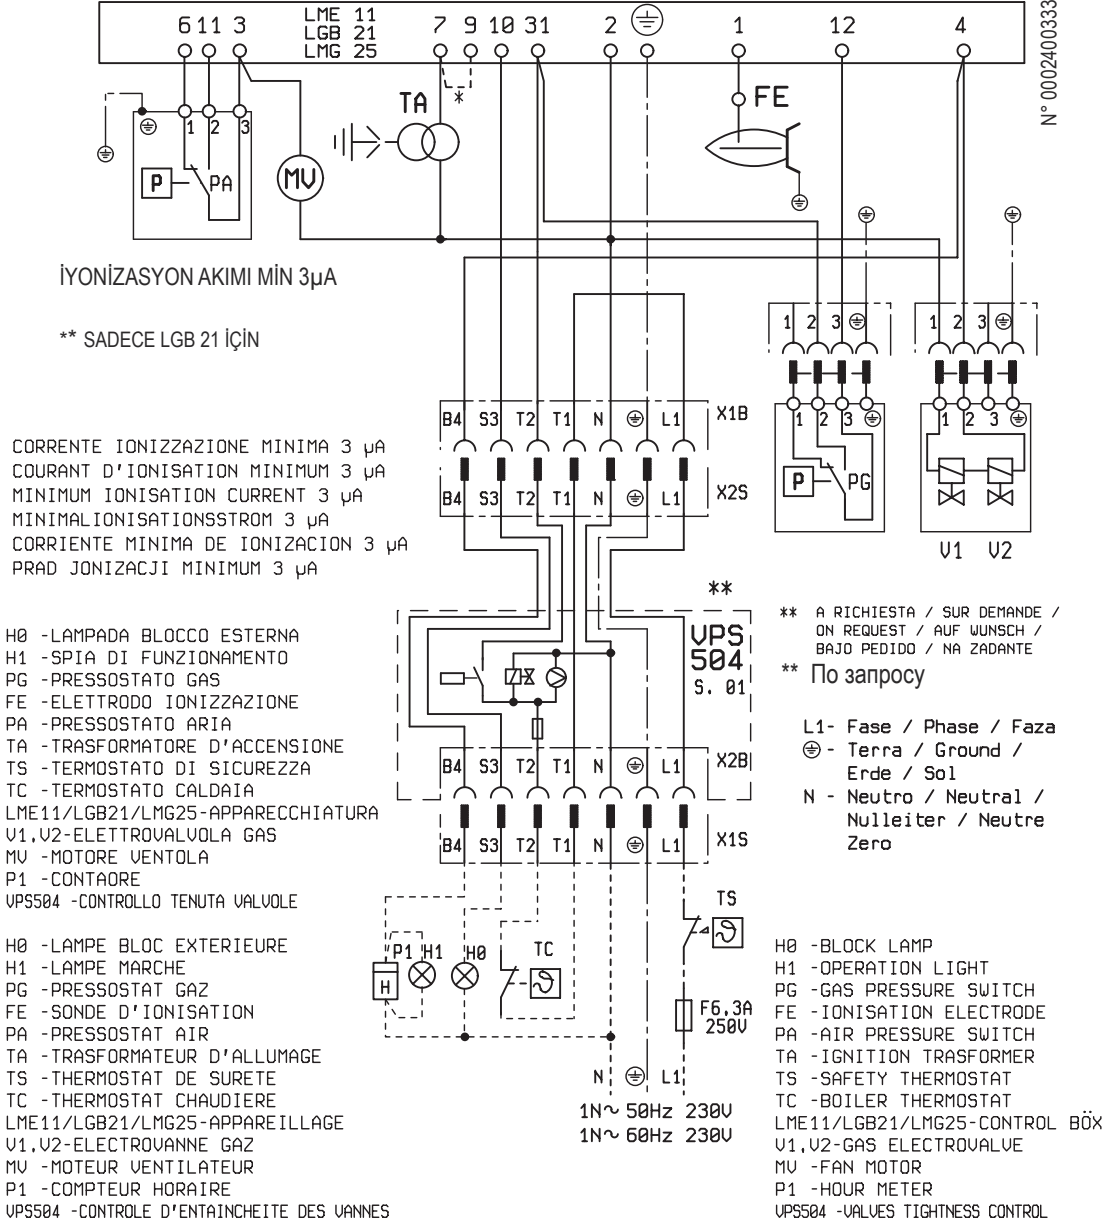 LME 11
LGB 21
LMG 25
6 11 3 7 9 10 31 2 1 12 4
N° 0002400333
*
TA
FE
1 2 3
P
PA
MV
İYONİZASYON AKIMI MİN 3µA
** SADECE LGB 21 İÇİN
1 2 3
1 2 3
B4 S3 T2 T1 N L1 X1B
B4 S3 T2 T1 N L1 X2S
1 2 3
1 2 3
P
PG
V1 V2
CORRENTE IONIZZAZIONE MINIMA 3 µA
COURANT D'IONISATION MINIMUM 3 µA
MINIMUM IONISATION CURRENT 3 µA
MINIMALIONISATIONSSTROM 3 µA
CORRIENTE MINIMA DE IONIZACION 3 µA
PRAD JONIZACJI MINIMUM 3 µA
**
VPS
504
S. 01
** A RICHIESTA / SUR DEMANDE /
ON REQUEST / AUF WUNSCH /
BAJO PEDIDO / NA ZADANTE
** По запросу
L1- Fase / Phase / Faza
- Terra / Ground /
Erde / Sol
N - Neutro / Neutral /
Nulleiter / Neutre
Zero
H0 -LAMPADA BLOCCO ESTERNA
H1 -SPIA DI FUNZIONAMENTO
PG -PRESSOSTATO GAS
FE -ELETTRODO IONIZZAZIONE
PA -PRESSOSTATO ARIA
TA -TRASFORMATORE D'ACCENSIONE
TS -TERMOSTATO DI SICUREZZA
TC -TERMOSTATO CALDAIA
LME11/LGB21/LMG25-APPARECCHIATURA
V1,V2-ELETTROVALVOLA GAS
MV -MOTORE VENTOLA
P1 -CONTAORE
VPS504 -CONTROLLO TENUTA VALVOLE
B4 S3 T2 T1 N L1 X2B
B4 S3 T2 T1 N L1 X1S
TS
P1 H1 H0 TC
H
F6,3A
250V
N L1
1N~ 50Hz 230V
1N~ 60Hz 230V
H0 -LAMPE BLOC EXTERIEURE
H1 -LAMPE MARCHE
PG -PRESSOSTAT GAZ
FE -SONDE D'IONISATION
PA -PRESSOSTAT AIR
TA -TRASFORMATEUR D'ALLUMAGE
TS -THERMOSTAT DE SURETE
TC -THERMOSTAT CHAUDIERE
LME11/LGB21/LMG25-APPAREILLAGE
V1,V2-ELECTROVANNE GAZ
MV -MOTEUR VENTILATEUR
P1 -COMPTEUR HORAIRE
VPS504 -CONTROLE D'ENTAINCHEITE DES VANNES
H0 -BLOCK LAMP
H1 -OPERATION LIGHT
PG -GAS PRESSURE SWITCH
FE -IONISATION ELECTRODE
PA -AIR PRESSURE SWITCH
TA -IGNITION TRASFORMER
TS -SAFETY THERMOSTAT
TC -BOILER THERMOSTAT
LME11/LGB21/LMG25-CONTROL BÖX
V1,V2-GAS ELECTROVALVE
MV -FAN MOTOR
P1 -HOUR METER
VPS504 -VALVES TIGHTNESS CONTROL